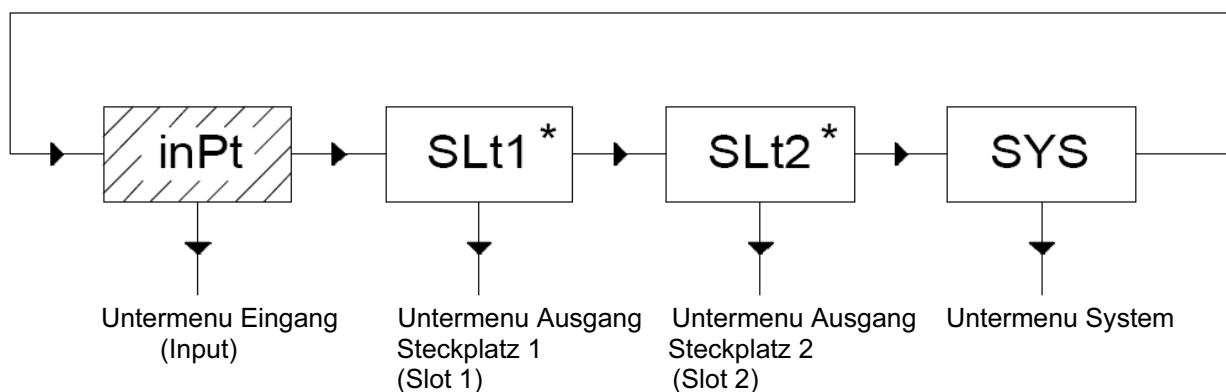 inPt
SLt1 *
SLt2 *
SYS
Untermenu Eingang
(Input)
Untermenu Ausgang
Steckplatz 1
(Slot 1)
Untermenu Ausgang
Steckplatz 2
(Slot 2)
Untermenu System